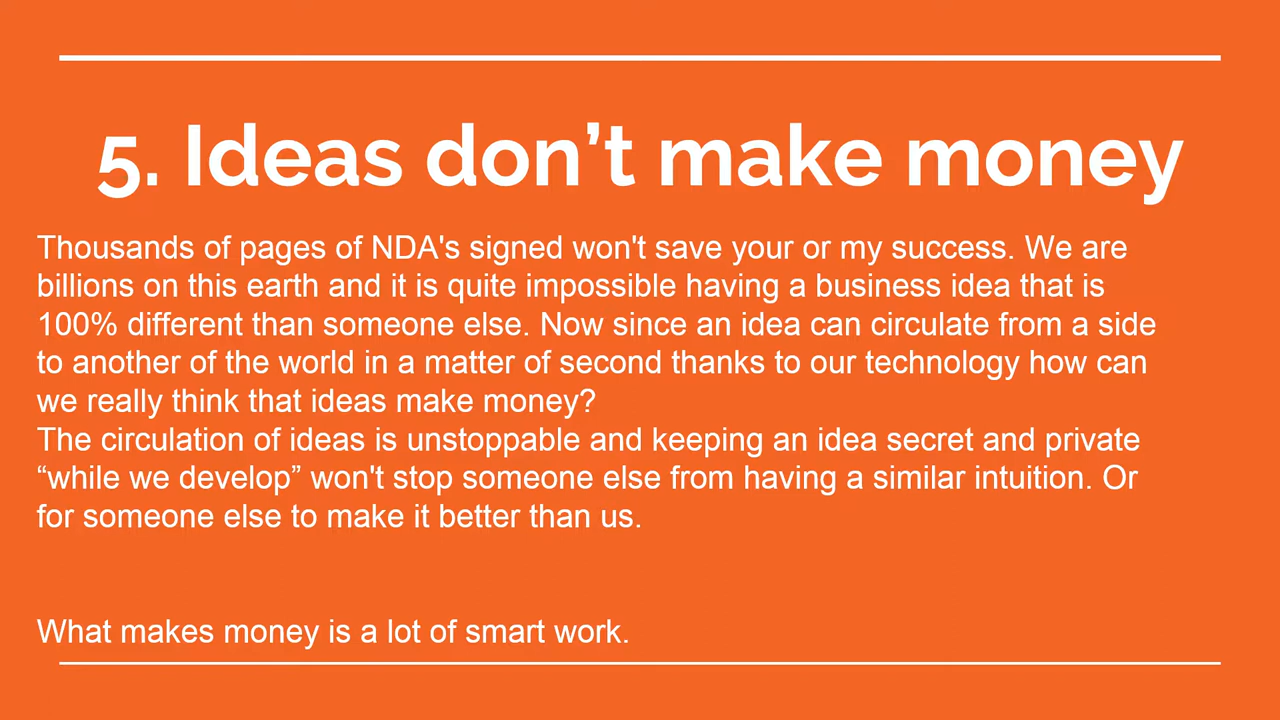 5. Ideas don’t make money
Thousands of pages of NDA's signed won't save your or my success. We are
billions on this earth and it is quite impossible having a business idea that is
100% different than someone else. Now since an idea can circulate from a side
to another of the world in a matter of second thanks to our technology how can
we really think that ideas make money?
The circulation of ideas is unstoppable and keeping an idea secret and private
“while we develop” won't stop someone else from having a similar intuition. Or
for someone else to make it better than us.
What makes money is a lot of smart work.